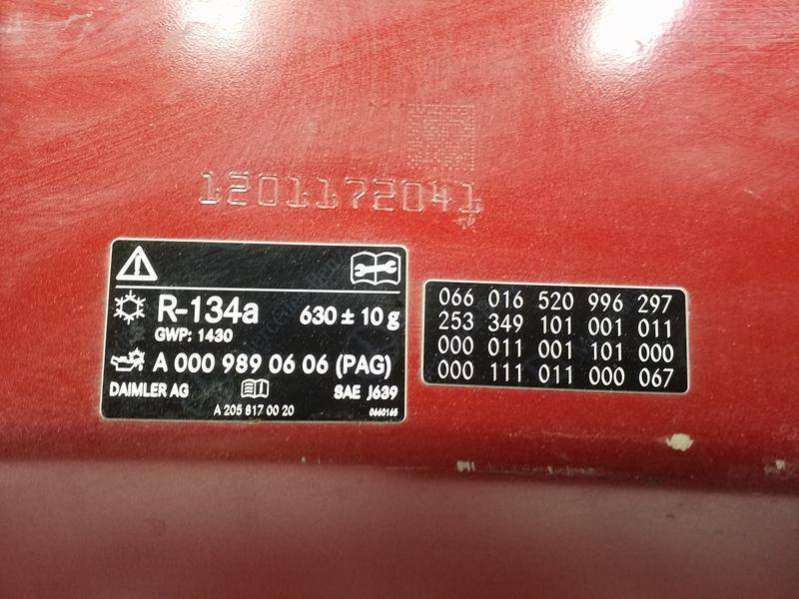 1201172041
R-134a 630 ± 10 g
GWP: 1430
A 000 989 06 06 (PAG)
DAIMLER AG SAE J639
A 205 817 00 20 0660165
066 016 520 996 297
253 349 101 001 011
000 011 001 101 000
000 111 011 000 067